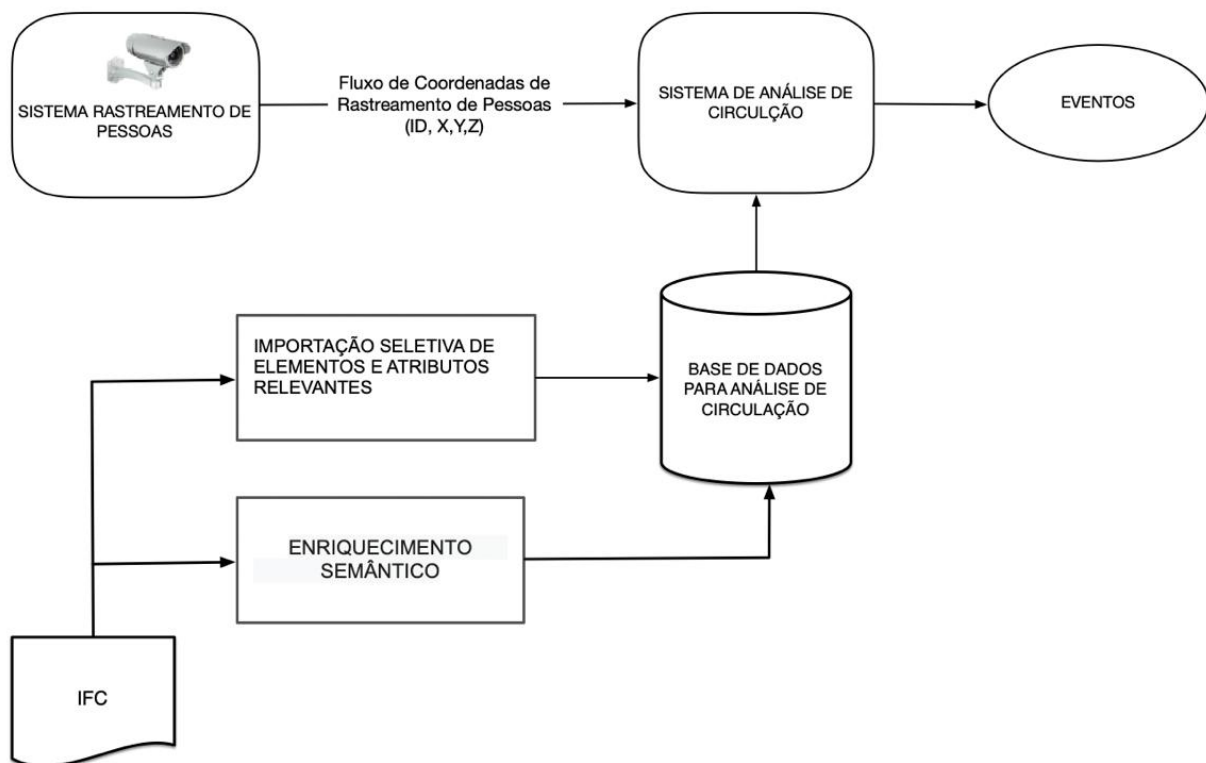 SISTEMA RASTREAMENTO DE
PESSOAS
Fluxo de Coordenadas de
Rastreamento de Pessoas
(ID, X,Y,Z)
SISTEMA DE ANÁLISE DE
CIRCULÇÃO
EVENTOS
IMPORTAÇÃO SELETIVA DE
ELEMENTOS E ATRIBUTOS
RELEVANTES
BASE DE DADOS
PARA ANÁLISE DE
CIRCULAÇÃO
ENRIQUECIMENTO
SEMÂNTICO
IFC